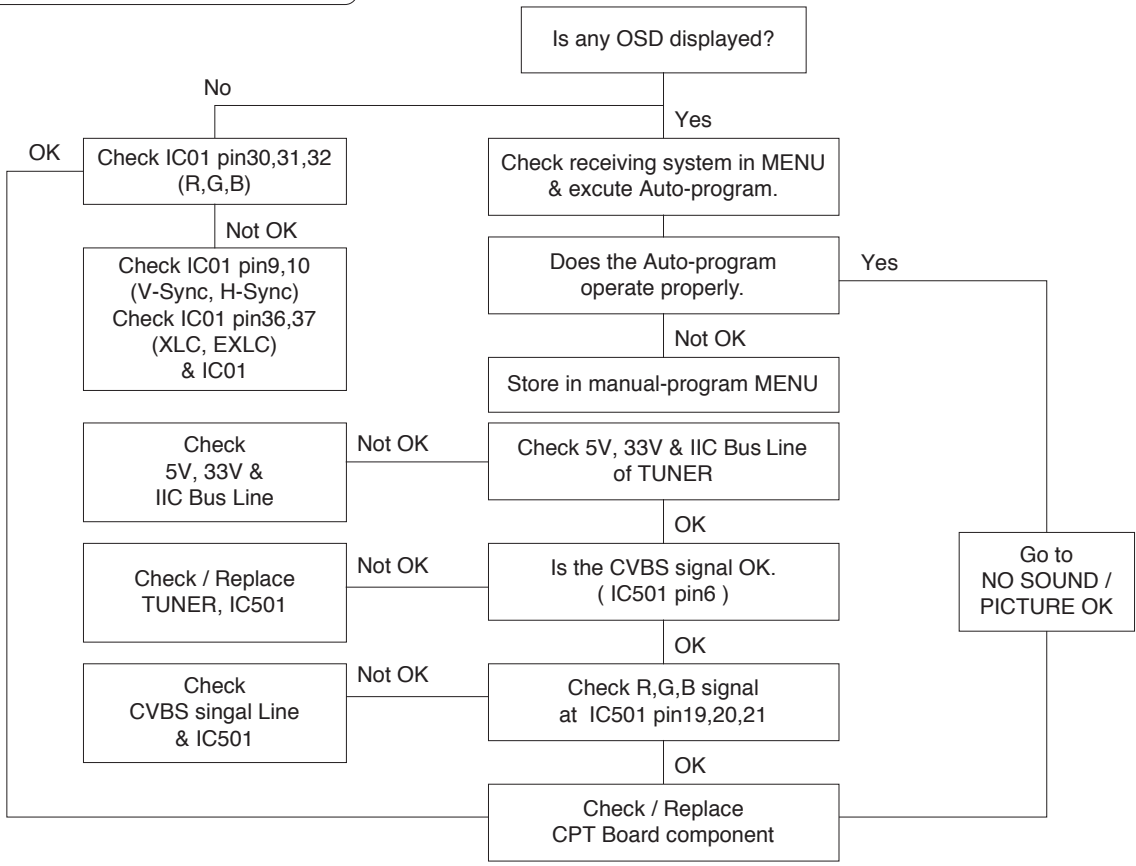 Is any OSD displayed?
No
Yes
OK
Check IC01 pin30,31,32
(R,G,B)
Check receiving system in MENU
& excute Auto-program.
Not OK
Check IC01 pin9,10
(V-Sync, H-Sync)
Check IC01 pin36,37
(XLC, EXLC)
& IC01
Does the Auto-program
operate properly.
Yes
Not OK
Store in manual-program MENU
Check
5V, 33V &
IIC Bus Line
Not OK
Check 5V, 33V & IIC Bus Line
of TUNER
OK
Check / Replace
TUNER, IC501
Not OK
Is the CVBS signal OK.
( IC501 pin6 )
Go to
NO SOUND /
PICTURE OK
OK
Check
CVBS singal Line
& IC501
Not OK
Check R,G,B signal
at IC501 pin19,20,21
OK
Check / Replace
CPT Board component